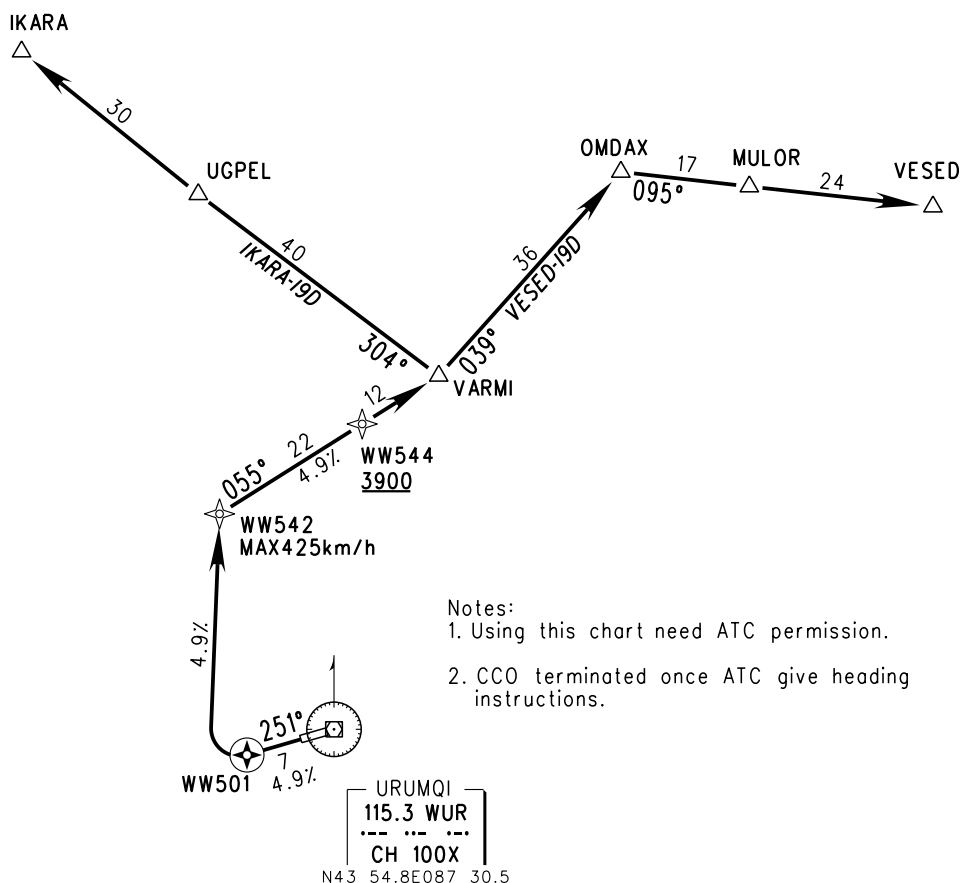 IKARA
30
UGPEL
40
IKARA-19D
304°
OMDAX
17
MULOR
VESED
095°
24
36
VESED-19D
039°
VARMI
12
WW544
3900
22
4.9%
055°
WW542
MAX425km/h
4.9%
251°
7
4.9%
WW501
Notes:
1. Using this chart need ATC permission.
2. CCO terminated once ATC give heading
instructions.
URUMQI
115.3 WUR
·-- ··- ·-·
CH 100X
N43 54.8E087 30.5